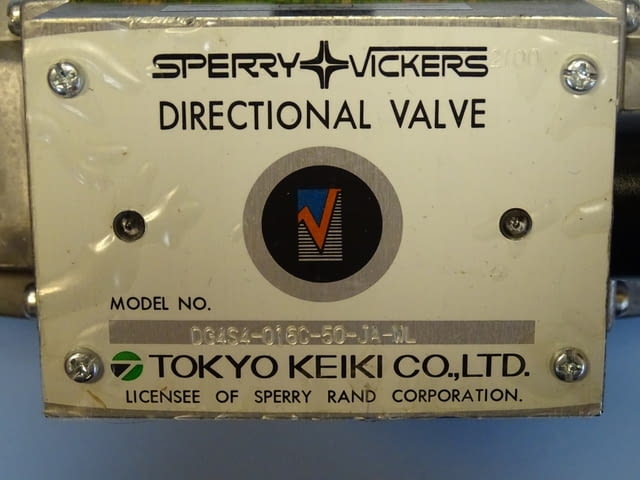 SPERRY VICKERS
DIRECTIONAL VALVE
MODEL NO.
DG4S4-016C-50-JA-WL
TOKYO KEIKI CO.,LTD.
LICENSEE OF SPERRY RAND CORPORATION.